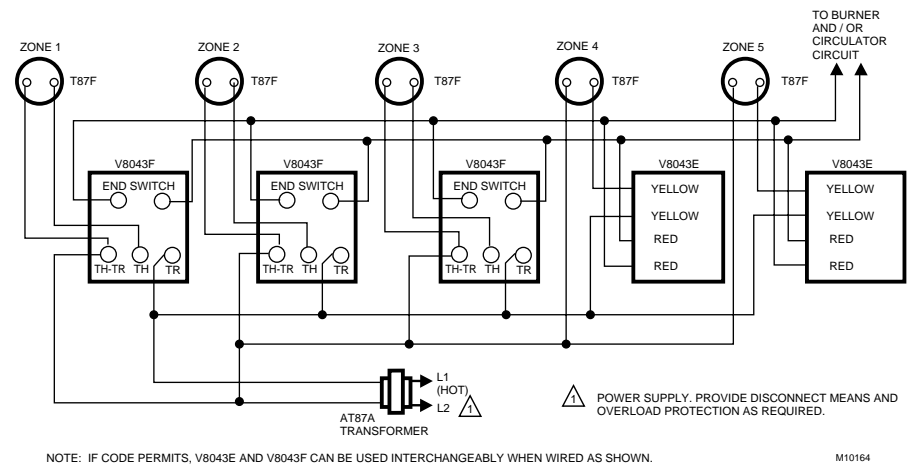 TO BURNER
AND / OR
CIRCULATOR
CIRCUIT
ZONE 1
ZONE 2
ZONE 3
ZONE 4
ZONE 5
T87F
T87F
T87F
T87F
T87F
V8043F
V8043F
V8043F
V8043E
V8043E
END SWITCH
TH-TR
TH
TR
END SWITCH
TH-TR
TH
TR
END SWITCH
TH-TR
TH
TR
YELLOW
YELLOW
RED
RED
YELLOW
YELLOW
RED
RED
L1
(HOT)
L2
1
AT87A
TRANSFORMER
1
POWER SUPPLY. PROVIDE DISCONNECT MEANS AND
OVERLOAD PROTECTION AS REQUIRED.
NOTE: IF CODE PERMITS, V8043E AND V8043F CAN BE USED INTERCHANGEABLY WHEN WIRED AS SHOWN.
M10164